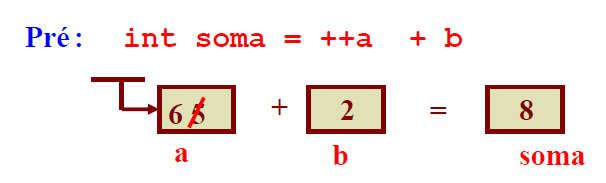 Pré: int soma = ++a + b
6 5 + 2 = 8
a b soma